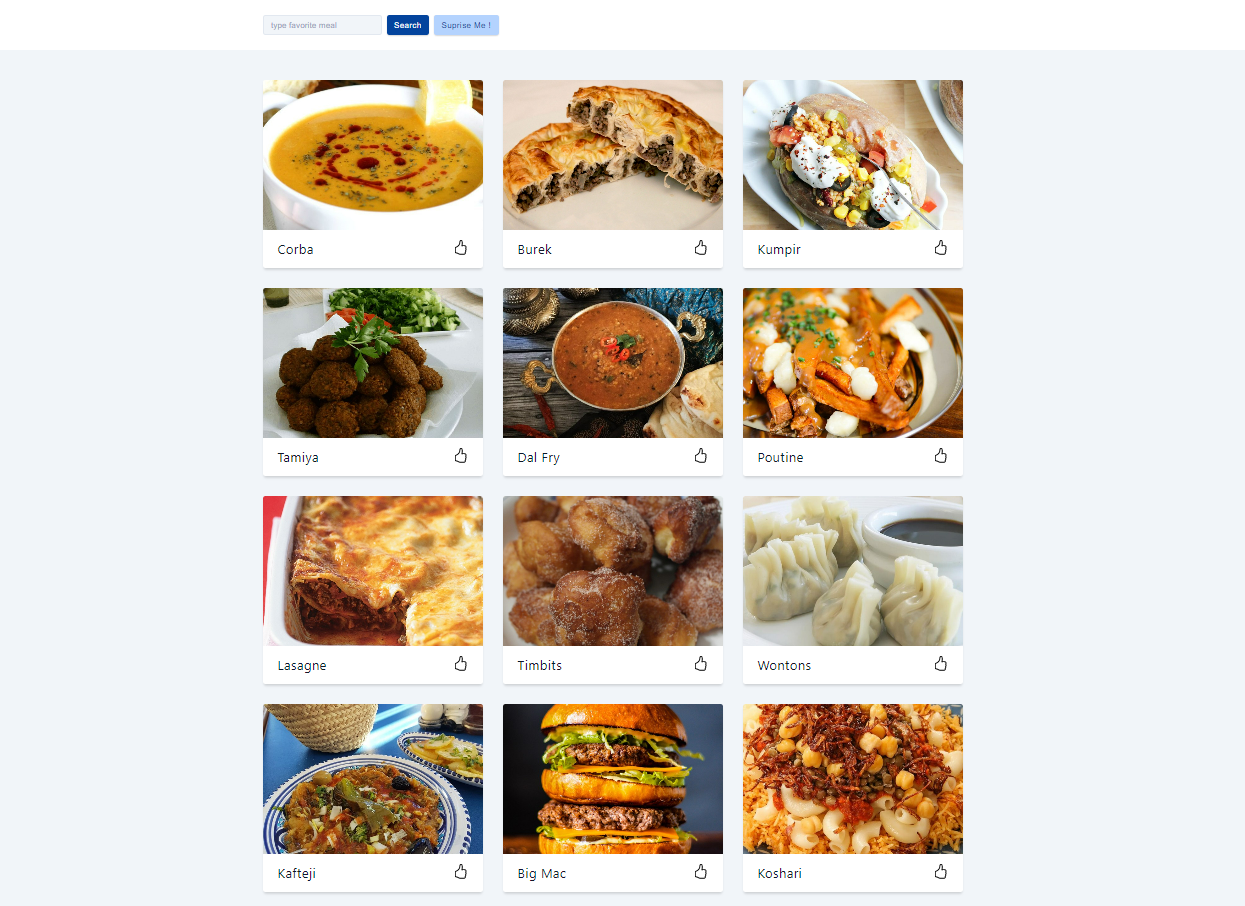 type favorite meal
Search
Suprise Me !
Corba
Burek
Kumpir
Tamiya
Dal Fry
Poutine
Lasagne
Timbits
Wontons
Kafteji
Big Mac
Koshari